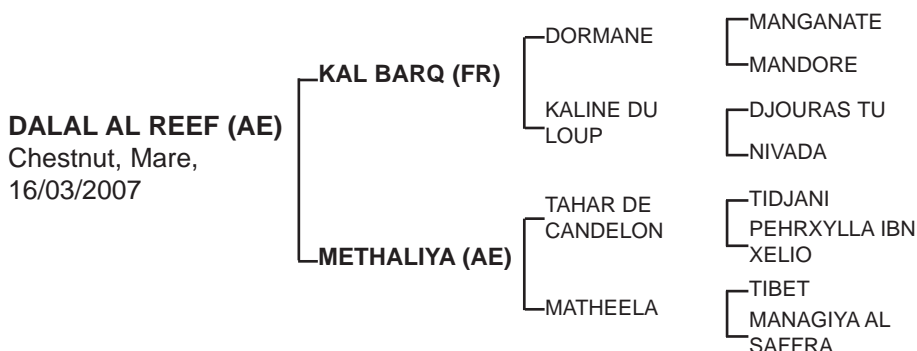 DALAL AL REEF (AE)
Chestnut, Mare,
16/03/2007
KAL BARQ (FR)
METHALIYA (AE)
DORMANE
KALINE DU
LOUP
TAHAR DE
CANDELON
MATHEELA
MANGANATE
MANDORE
DJOURAS TU
NIVADA
TIDJANI
PEHRXYLLA IBN
XELIO
TIBET
MANAGIYA AL
SAFFRA